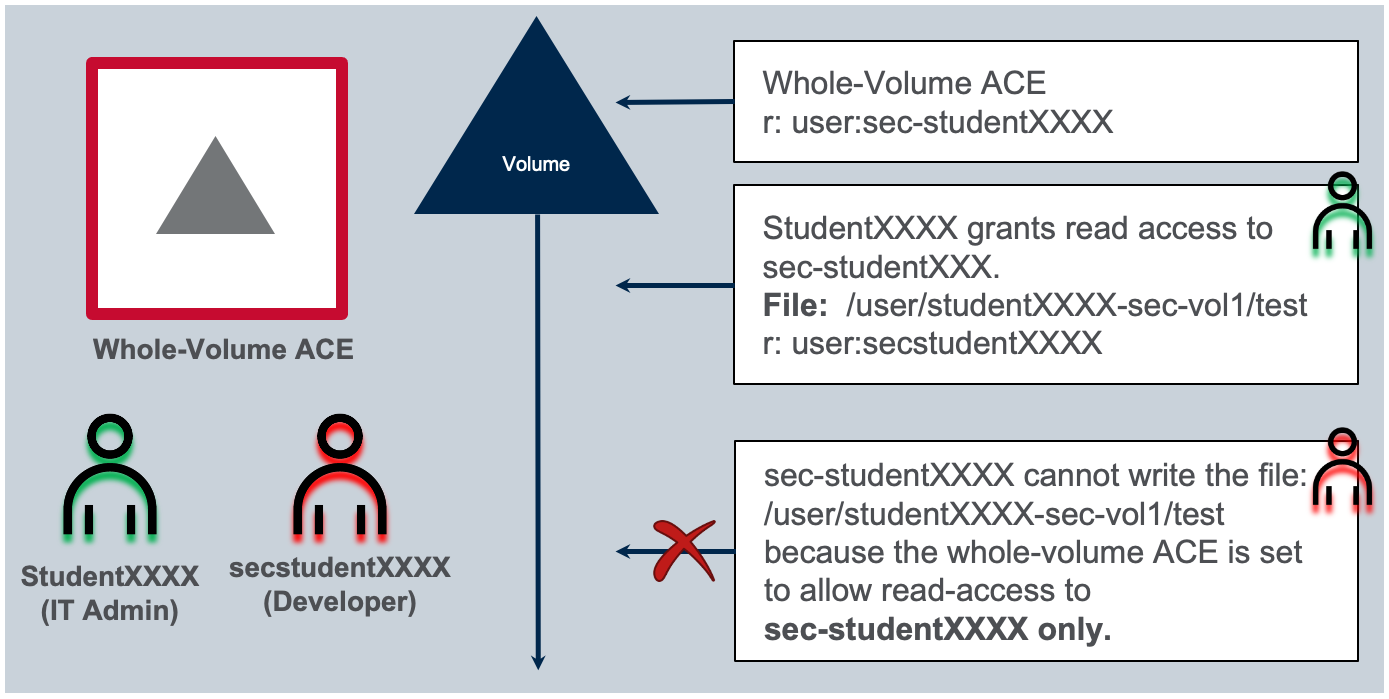 Whole-Volume ACE
StudentXXXX
(IT Admin)
secstudentXXXX
(Developer)
Volume
Whole-Volume ACE
r: user:sec-studentXXXX
StudentXXXX grants read access to
sec-studentXXX.
File:  /user/studentXXXX-sec-vol1/test
r: user:secstudentXXXX
sec-studentXXXX cannot write the file:
/user/studentXXXX-sec-vol1/test
because the whole-volume ACE is set
to allow read-access to
sec-studentXXXX only.